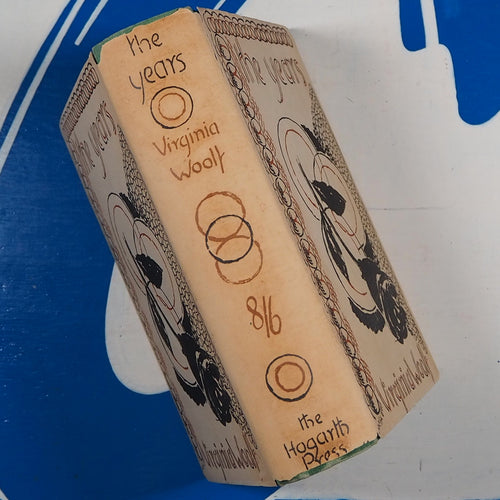 the
years
Virginia
Woolf
8/6
the
Hogarth
Press
the years
Virginia Woolf
the years
Virginia Woolf